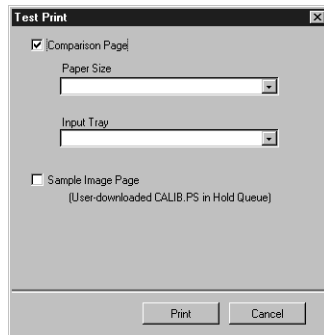 Test Print
Comparison Page
Paper Size
Input Tray
Sample Image Page
(User-downloaded CALIB.PS in Hold Queue)
Print Cancel